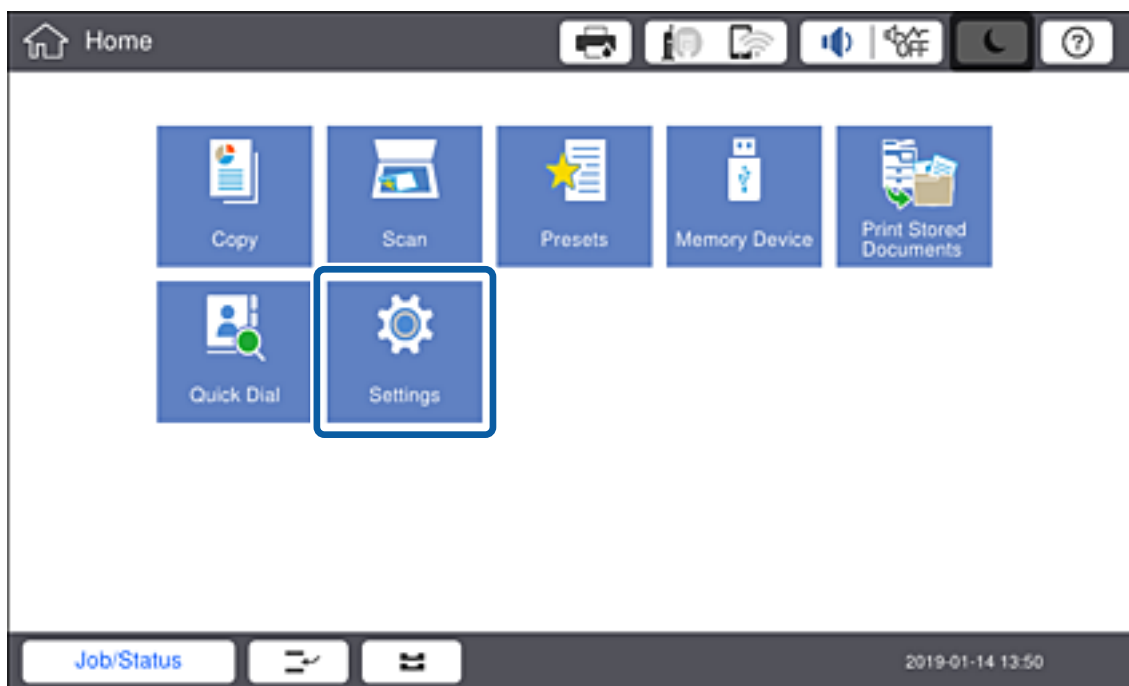 Home
OFF
?
Copy
Scan
Presets
Memory Device
Print Stored
Documents
Quick Dial
Settings
Job/Status
2019-01-14 13:50